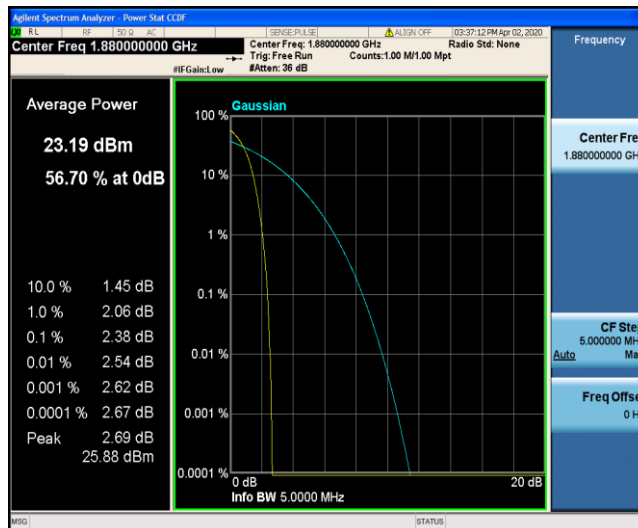 Agilent Spectrum Analyzer - Power Stat CCDF
RL RF 50 Ω AC SENSE:PULSE ALIGN OFF 03:37:12 PM Apr 02, 2020
Center Freq 1.880000000 GHz
Center Freq: 1.880000000 GHz Radio Std: None
Trig: Free Run Counts:1.00 M/1.00 Mpt
#IFGain:Low #Atten: 36 dB
Frequency
Average Power
23.19 dBm
56.70 % at 0dB
10.0 % 1.45 dB
1.0 % 2.06 dB
0.1 % 2.38 dB
0.01 % 2.54 dB
0.001 % 2.62 dB
0.0001 % 2.67 dB
Peak 2.69 dB
25.88 dBm
Gaussian
100 %
10 %
1 %
0.1 %
0.01 %
0.001 %
0.0001 %
0 dB 20 dB
Info BW 5.0000 MHz
Center Fre
1.880000000 GH
CF Step
5.000000 MH
Auto Ma
Freq Offse
0 H
MSG STATUS